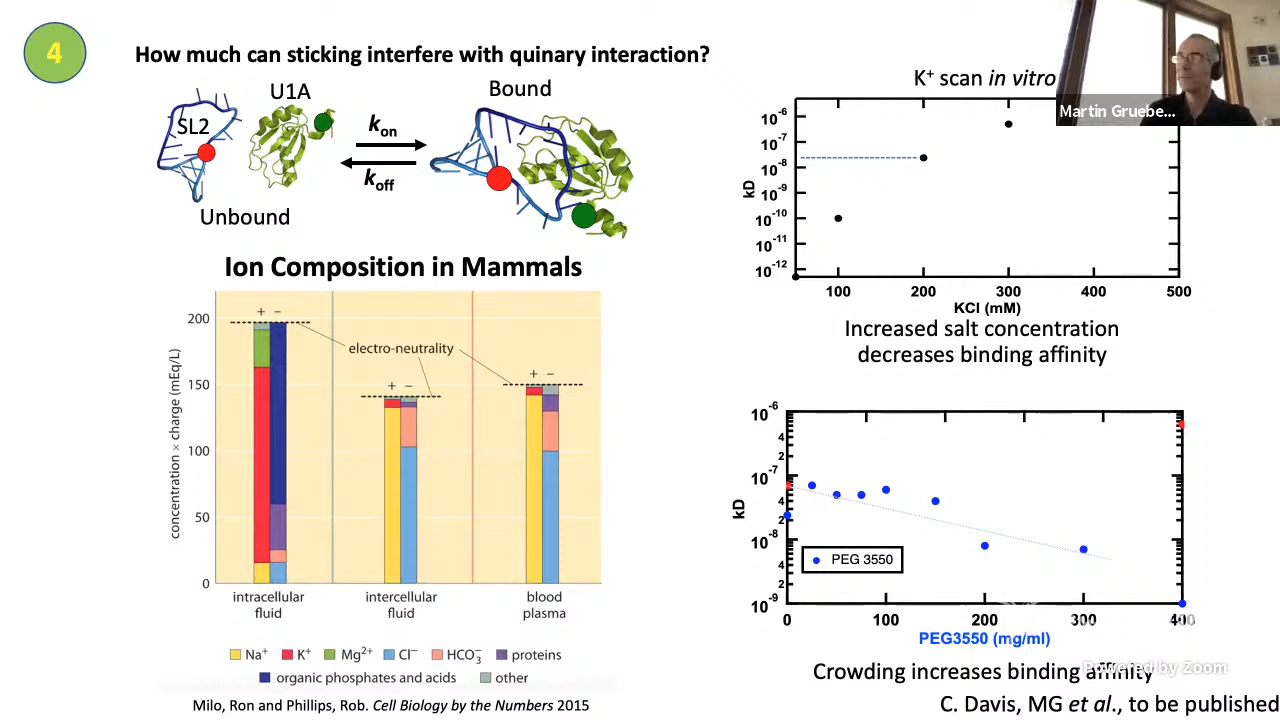 4
How much can sticking interfere with quinary interaction?
SL2
U1A
Unbound
kon
koff
Bound
Ion Composition in Mammals
concentration × charge (mEq/L)
200
150
100
50
0
+ −
+ −
+ −
electro-neutrality
intracellular
fluid
intercellular
fluid
blood
plasma
Na⁺ K⁺ Mg²⁺ Cl⁻ HCO₃⁻ proteins
organic phosphates and acids other
Milo, Ron and Phillips, Rob. Cell Biology by the Numbers 2015
K⁺ scan in vitro
Martin Gruebe...
kD
10⁻⁶
10⁻⁷
10⁻⁸
10⁻⁹
10⁻¹⁰
10⁻¹¹
10⁻¹²
100 200 300 400 500
KCl (mM)
Increased salt concentration
decreases binding affinity
kD
10⁻⁶
4
2
10⁻⁷
4
2
10⁻⁸
4
2
10⁻⁹
PEG 3550
0 100 200 300 400
PEG3550 (mg/ml)
Crowding increases binding affinity
Powered by Zoom
C. Davis, MG et al., to be published